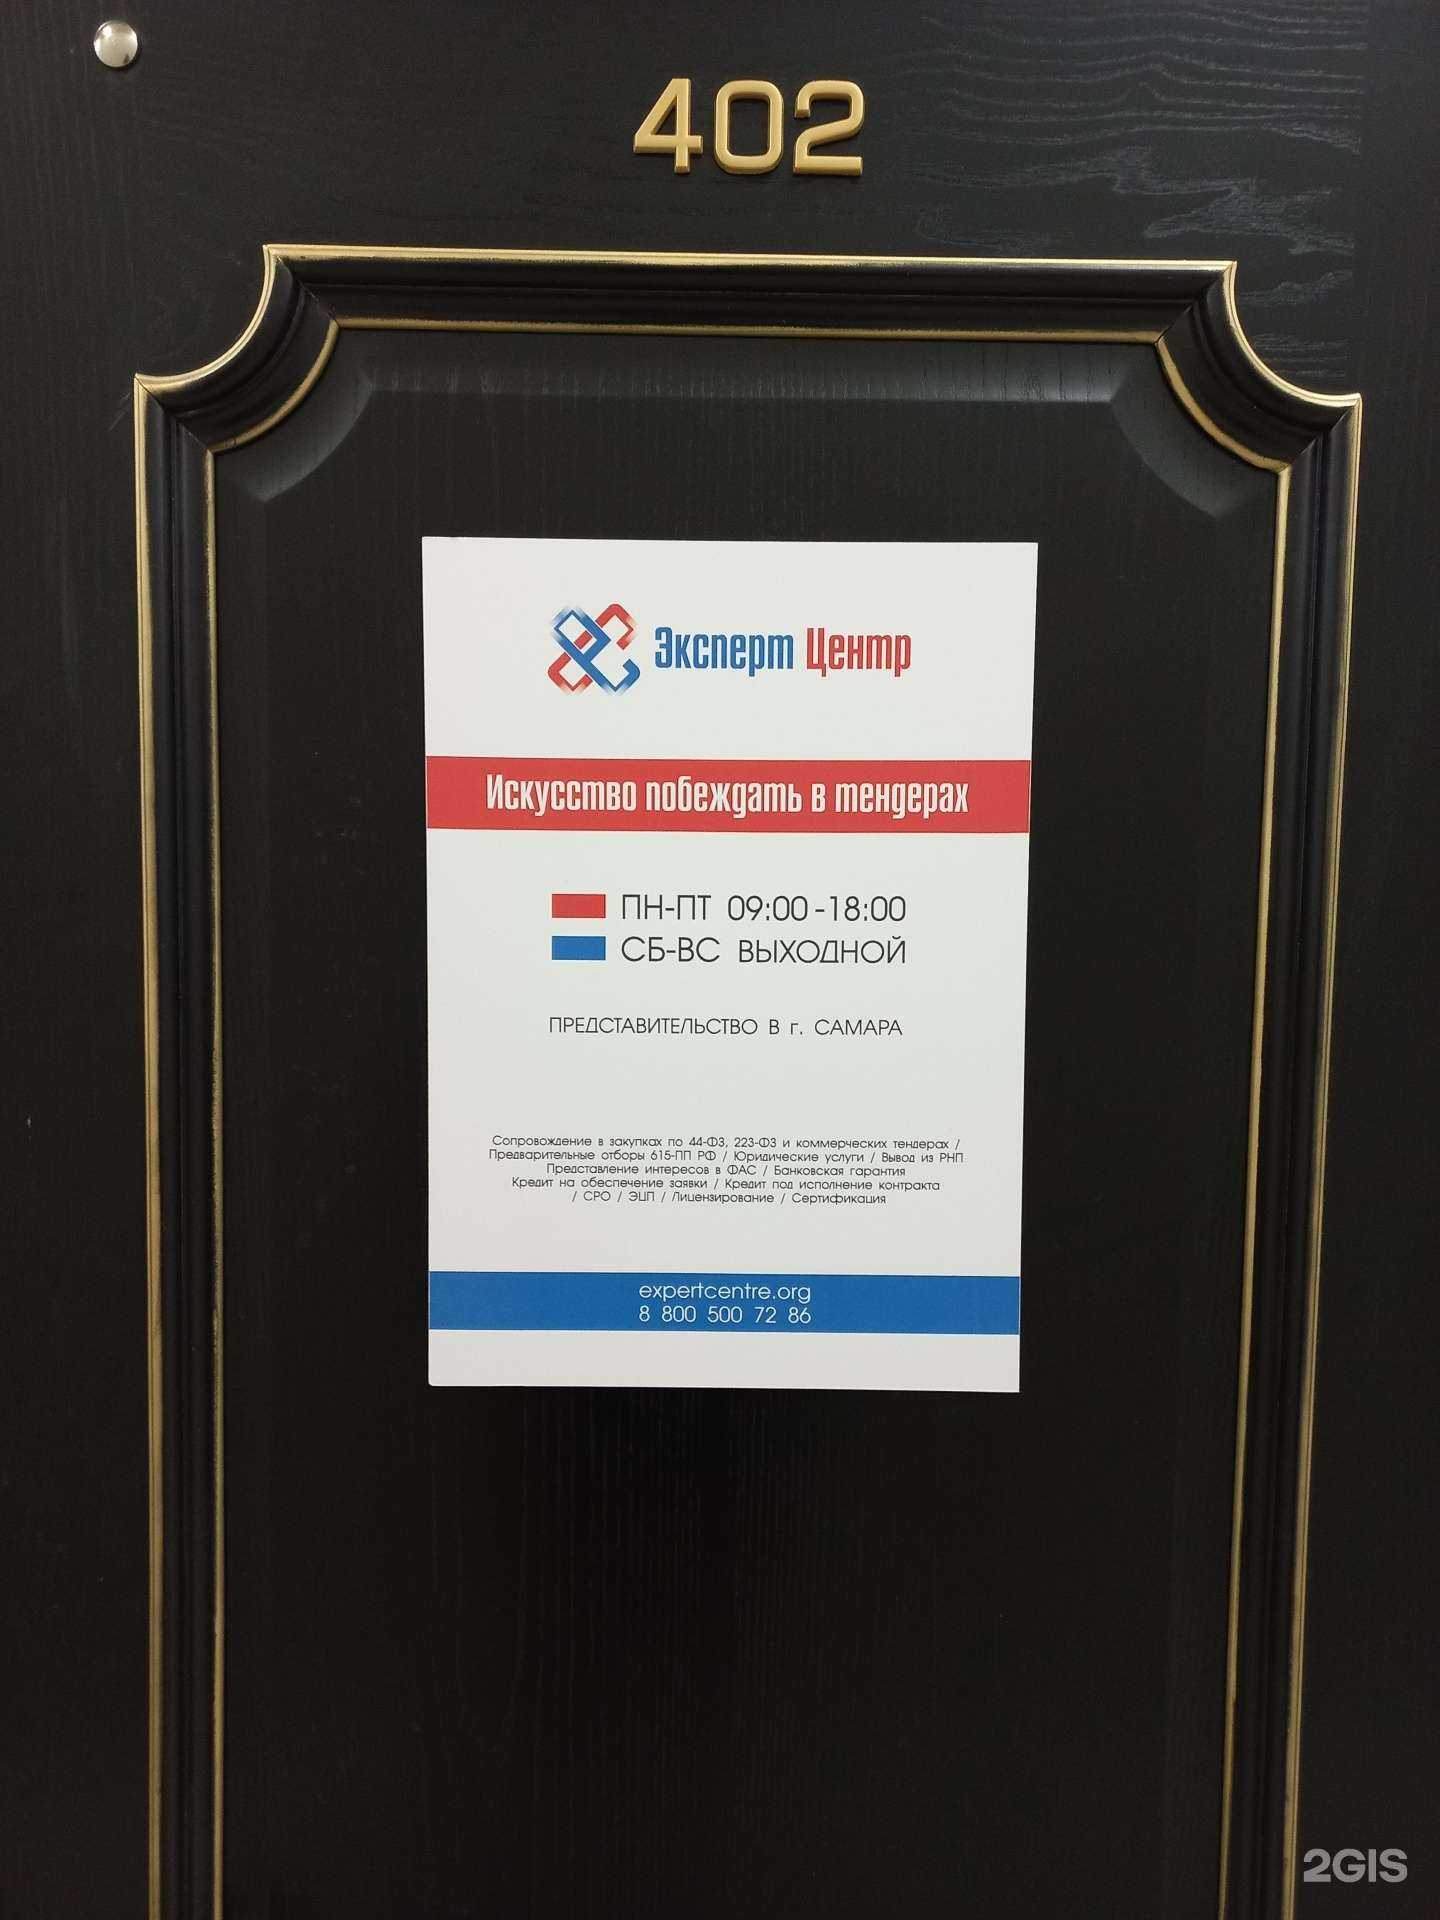 402
Эксперт Центр
Искусство побеждать в тендерах
ПН-ПТ 09:00-18:00
СБ-ВС ВЫХОДНОЙ
ПРЕДСТАВИТЕЛЬСТВО В г. САМАРА
Сопровождение в закупках по 44-ФЗ, 223-ФЗ и коммерческих тендерах /
Предварительные отборы 615-ПП РФ / Юридические услуги / Вывод из РНП
Представление интересов в ФАС / Банковская гарантия
Кредит на обеспечение заявки / Кредит под исполнение контракта
/ СРО / ЭЦП / Лицензирование / Сертификация
expertcentre.org
8 800 500 72 86
2GIS